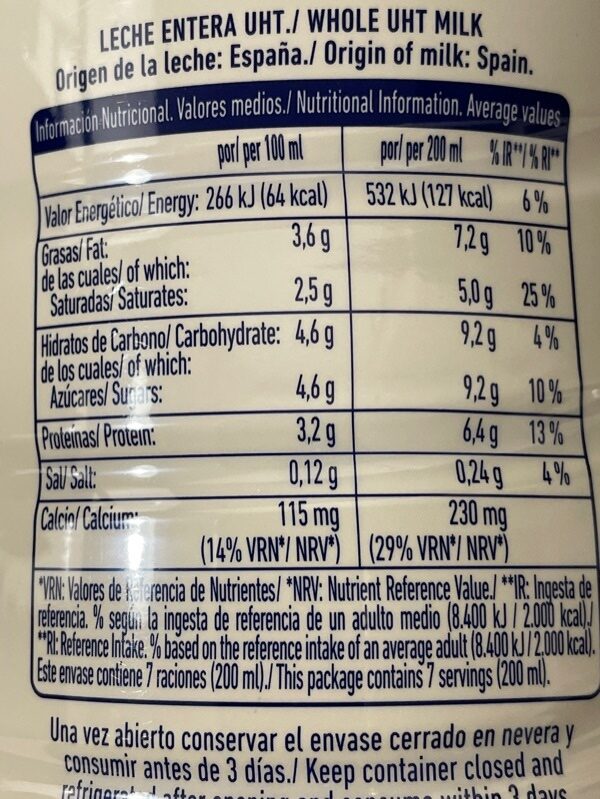 LECHE ENTERA UHT./ WHOLE UHT MILK
Origen de la leche: España./ Origin of milk: Spain.
Información Nutricional. Valores medios./ Nutritional Information. Average values
por/ per 100 ml por/ per 200 ml % IR**/ % RI**
Valor Energético/ Energy: 266 kJ (64 kcal) 532 kJ (127 kcal) 6%
Grasas/ Fat: 3,6 g 7,2 g 10%
de las cuales/ of which:
Saturadas/ Saturates: 2,5 g 5,0 g 25%
Hidratos de Carbono/ Carbohydrate: 4,6 g 9,2 g 4%
de los cuales/ of which:
Azúcares/ Sugars: 4,6 g 9,2 g 10%
Proteínas/ Protein: 3,2 g 6,4 g 13%
Sal/ Salt: 0,12 g 0,24 g 4%
Calcio/ Calcium: 115 mg 230 mg
(14% VRN*/ NRV*) (29% VRN*/ NRV*)
*VRN: Valores de Referencia de Nutrientes/ *NRV: Nutrient Reference Value./ **IR: Ingesta de
referencia. % según la ingesta de referencia de un adulto medio (8.400 kJ / 2.000 kcal)./
**RI: Reference Intake. % based on the reference intake of an average adult (8.400 kJ / 2.000 kcal).
Este envase contiene 7 raciones (200 ml)./ This package contains 7 servings (200 ml).
Una vez abierto conservar el envase cerrado en nevera y
consumir antes de 3 días./ Keep container closed and
refrigerated after opening and consume within 3 days